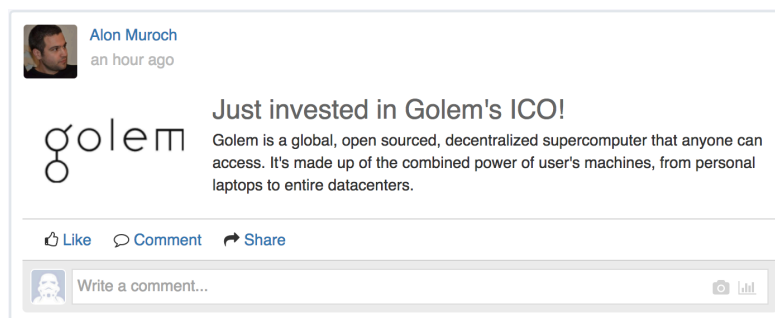 Alon Muroch
an hour ago
golem
Just invested in Golem's ICO!
Golem is a global, open sourced, decentralized supercomputer that anyone can
access. It's made up of the combined power of user's machines, from personal
laptops to entire datacenters.
Like Comment Share
Write a comment...